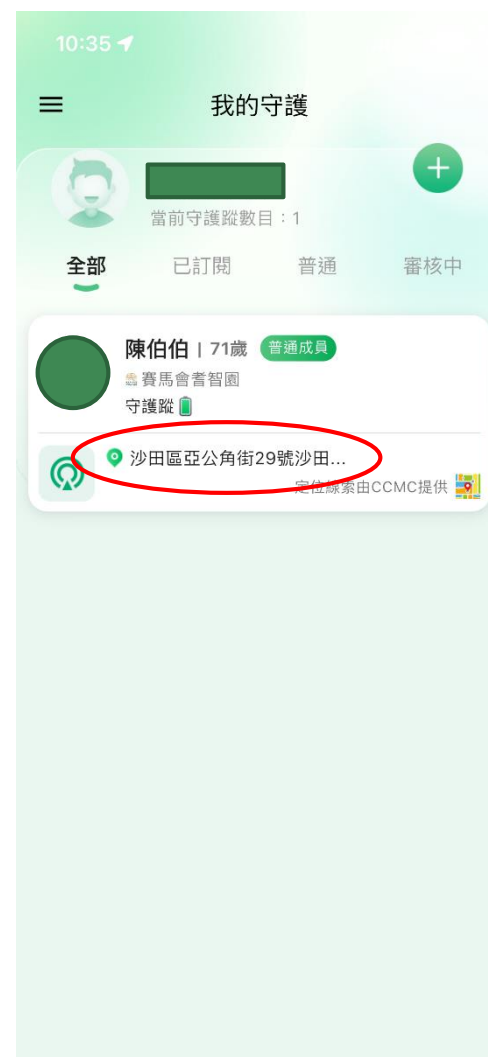 10:35
我的守護
當前守護蹤數目：1
全部 已訂閱 普通 審核中
陳伯伯 | 71歲 普通成員
賽馬會耆智園
守護蹤
沙田區亞公角街29號沙田...
定位線索由CCMC提供